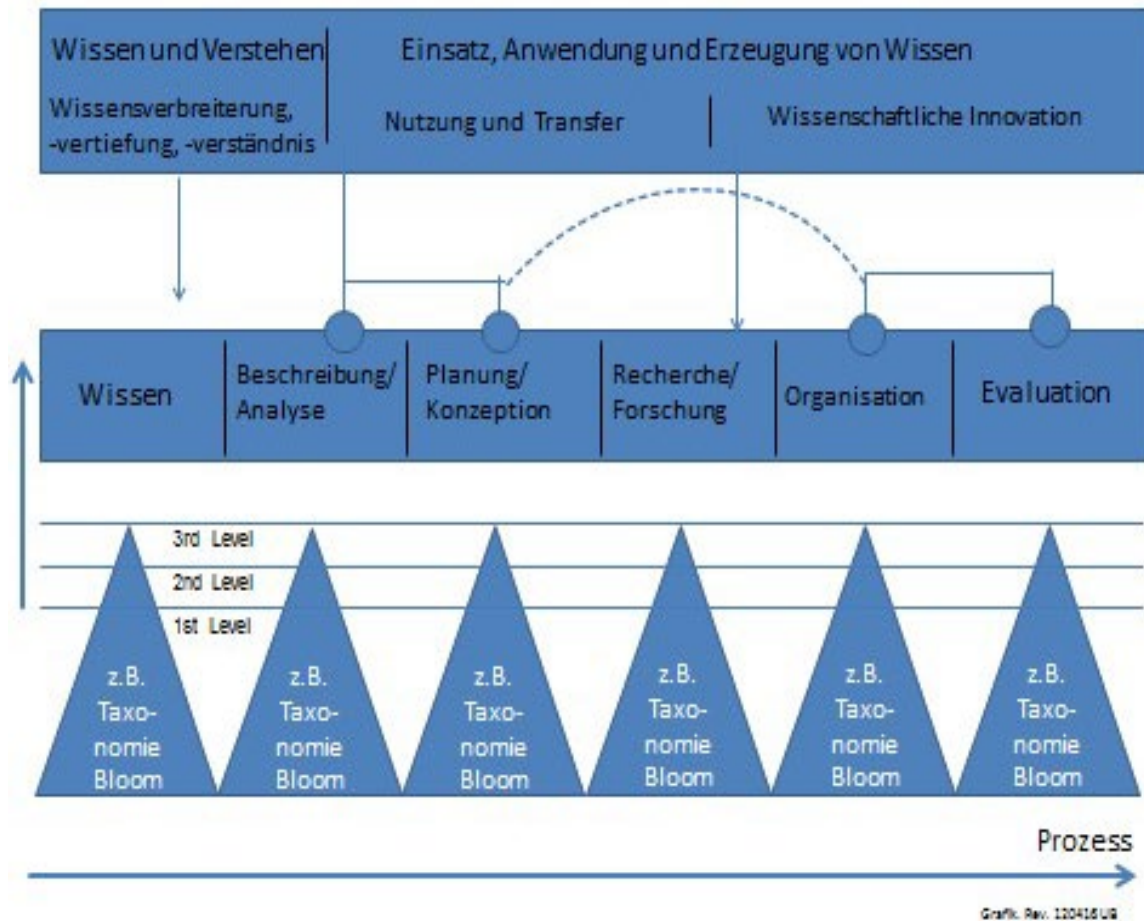 Wissen und Verstehen
Einsatz, Anwendung und Erzeugung von Wissen
Wissensverbreiterung,
-vertiefung, -verständnis
Nutzung und Transfer
Wissenschaftliche Innovation
Wissen
Beschreibung/
Analyse
Planung/
Konzeption
Recherche/
Forschung
Organisation
Evaluation
3rd Level
2nd Level
1st Level
z.B.
Taxo-
nomie
Bloom
z.B.
Taxo-
nomie
Bloom
z.B.
Taxo-
nomie
Bloom
z.B.
Taxo-
nomie
Bloom
z.B.
Taxo-
nomie
Bloom
z.B.
Taxo-
nomie
Bloom
Prozess
Grafik. Rev. 120416UB